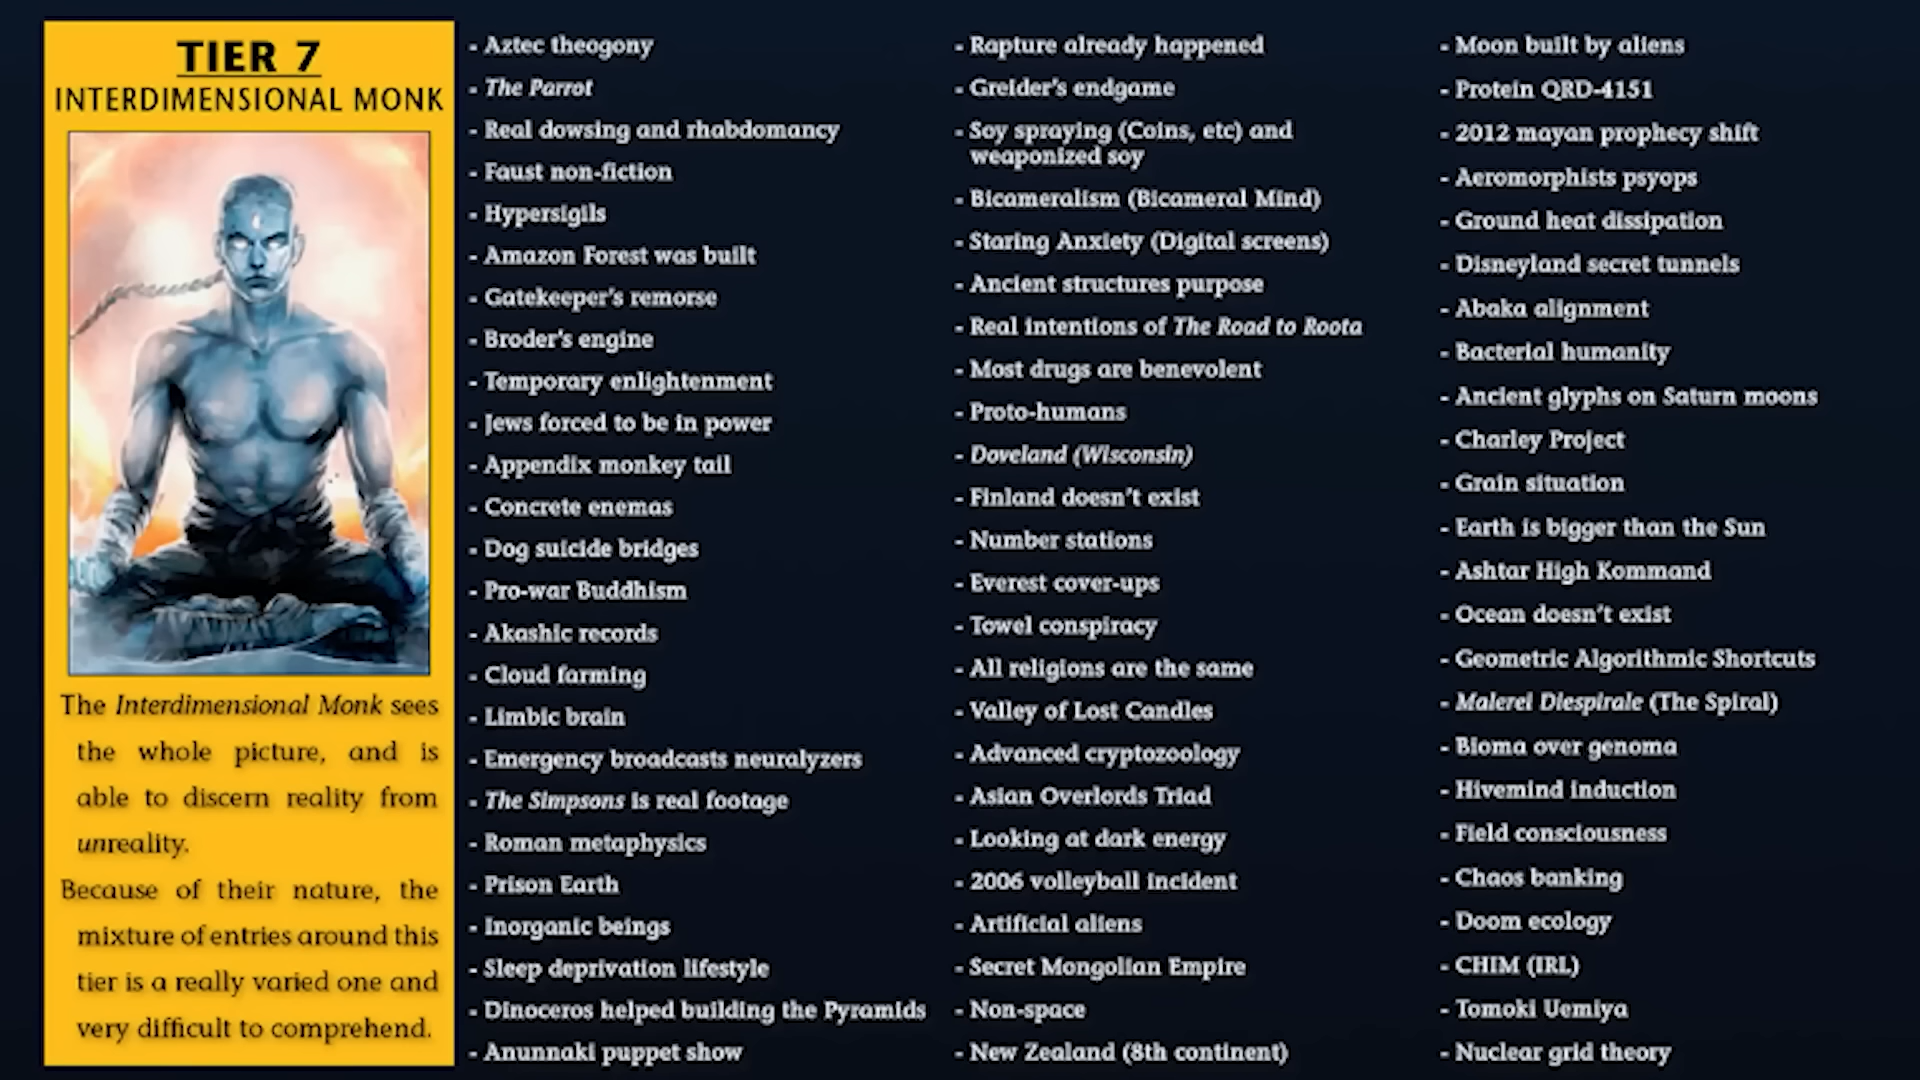 TIER 7
INTERDIMENSIONAL MONK
The Interdimensional Monk sees
the whole picture, and is
able to discern reality from
unreality.
Because of their nature, the
mixture of entries around this
tier is a really varied one and
very difficult to comprehend.
- Aztec theogony
- The Parrot
- Real dowsing and rhabdomancy
- Faust non-fiction
- Hypersigils
- Amazon Forest was built
- Gatekeeper's remorse
- Broder's engine
- Temporary enlightenment
- Jews forced to be in power
- Appendix monkey tail
- Concrete enemas
- Dog suicide bridges
- Pro-war Buddhism
- Akashic records
- Cloud farming
- Limbic brain
- Emergency broadcasts neuralyzers
- The Simpsons is real footage
- Roman metaphysics
- Prison Earth
- Inorganic beings
- Sleep deprivation lifestyle
- Dinoceros helped building the Pyramids
- Anunnaki puppet show
- Rapture already happened
- Greider's endgame
- Soy spraying (Coins, etc) and
weaponized soy
- Bicameralism (Bicameral Mind)
- Staring Anxiety (Digital screens)
- Ancient structures purpose
- Real intentions of The Road to Roota
- Most drugs are benevolent
- Proto-humans
- Doveland (Wisconsin)
- Finland doesn't exist
- Number stations
- Everest cover-ups
- Towel conspiracy
- All religions are the same
- Valley of Lost Candles
- Advanced cryptozoology
- Asian Overlords Triad
- Looking at dark energy
- 2006 volleyball incident
- Artificial aliens
- Secret Mongolian Empire
- Non-space
- New Zealand (8th continent)
- Moon built by aliens
- Protein QRD-4151
- 2012 mayan prophecy shift
- Aeromorphists psyops
- Ground heat dissipation
- Disneyland secret tunnels
- Abaka alignment
- Bacterial humanity
- Ancient glyphs on Saturn moons
- Charley Project
- Grain situation
- Earth is bigger than the Sun
- Ashtar High Kommand
- Ocean doesn't exist
- Geometric Algorithmic Shortcuts
- Malerei Diespirale (The Spiral)
- Bioma over genoma
- Hivemind induction
- Field consciousness
- Chaos banking
- Doom ecology
- CHIM (IRL)
- Tomoki Uemiya
- Nuclear grid theory